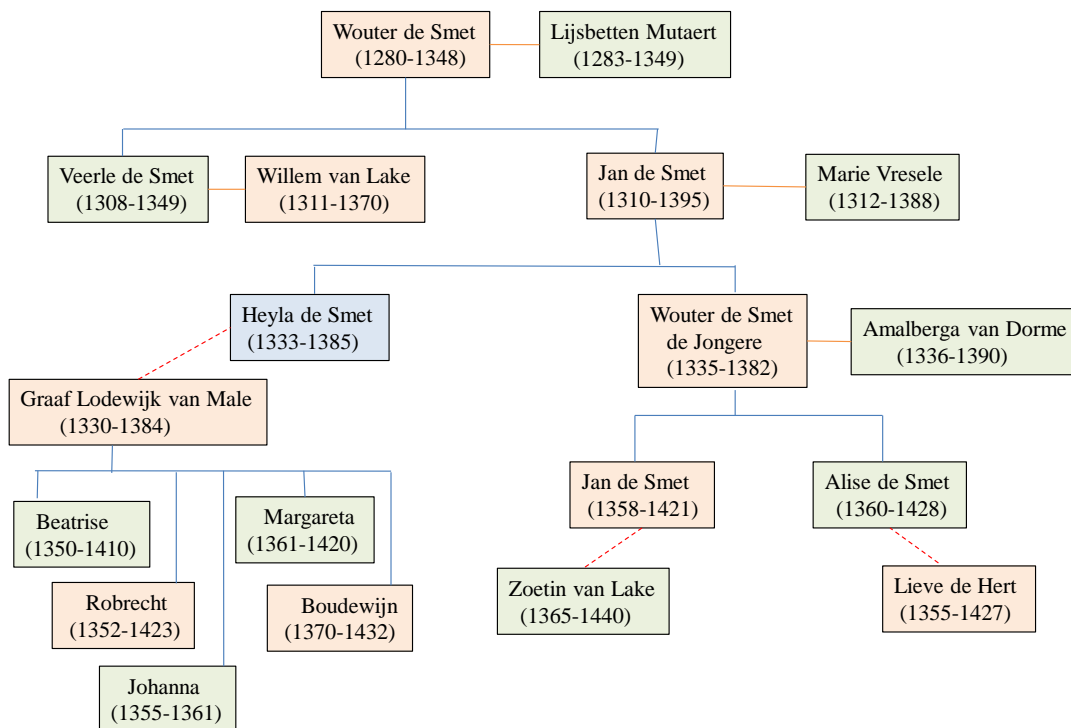 Wouter de Smet
(1280-1348)
Lijsbetten Mutaert
(1283-1349)
Veerle de Smet
(1308-1349)
Willem van Lake
(1311-1370)
Jan de Smet
(1310-1395)
Marie Vresele
(1312-1388)
Heyla de Smet
(1333-1385)
Wouter de Smet
de Jongere
(1335-1382)
Amalberga van Dorme
(1336-1390)
Graaf Lodewijk van Male
(1330-1384)
Jan de Smet
(1358-1421)
Alise de Smet
(1360-1428)
Beatrise
(1350-1410)
Margareta
(1361-1420)
Zoetin van Lake
(1365-1440)
Lieve de Hert
(1355-1427)
Robrecht
(1352-1423)
Boudewijn
(1370-1432)
Johanna
(1355-1361)